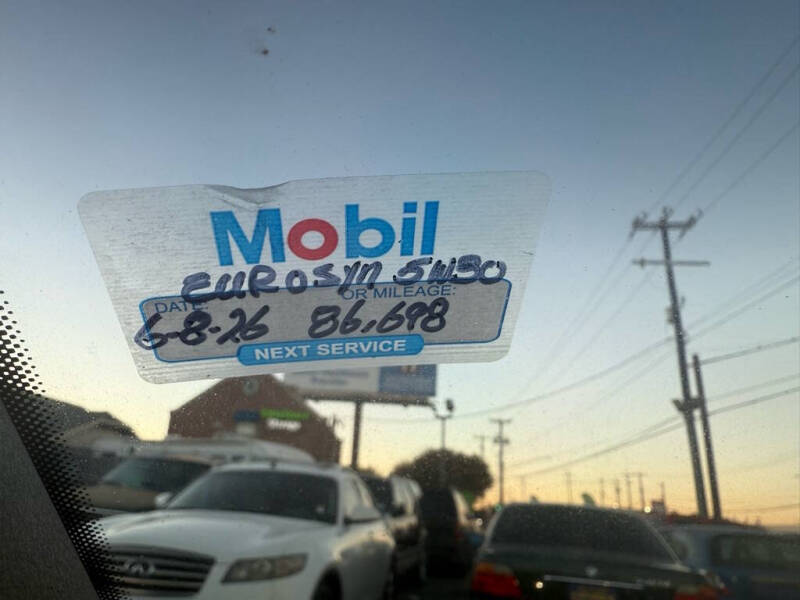 Mobil
EUROSYN 5W30
DATE: OR MILEAGE:
6-8-26 86,698
NEXT SERVICE